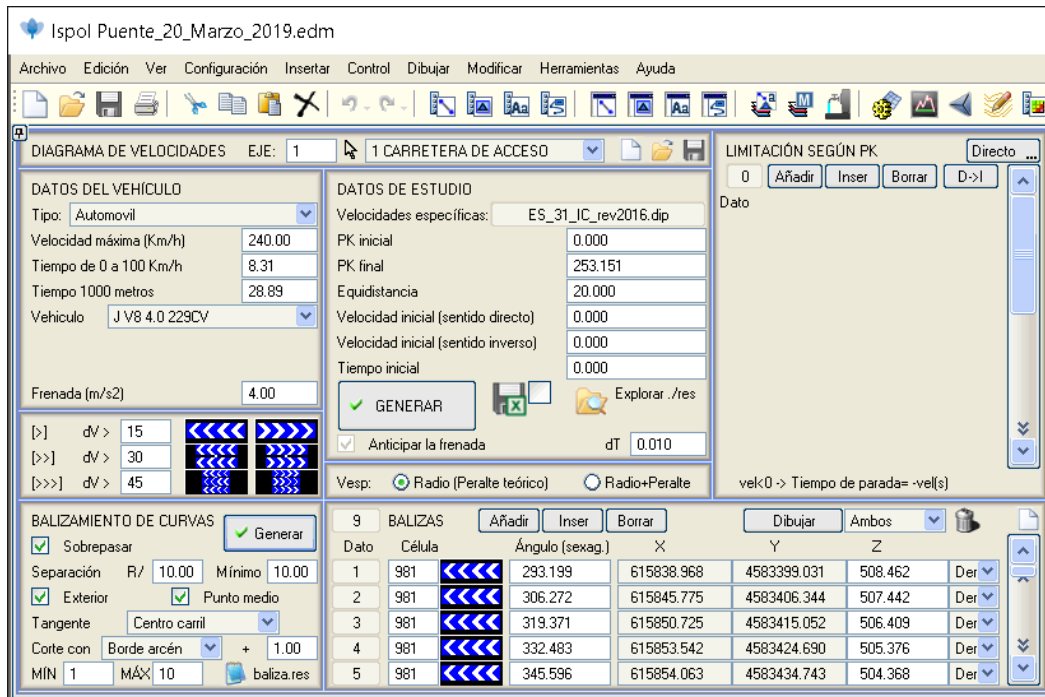 Ispol Puente_20_Marzo_2019.edm
Archivo Edición Ver Configuración Insertar Control Dibujar Modificar Herramientas Ayuda
DIAGRAMA DE VELOCIDADES EJE: 1 1 CARRETERA DE ACCESO
LIMITACIÓN SEGÚN PK Directo ...
0 Añadir Inser Borrar D->I
Dato
DATOS DEL VEHÍCULO
Tipo: Automovil
Velocidad máxima (Km/h) 240.00
Tiempo de 0 a 100 Km/h 8.31
Tiempo 1000 metros 28.89
Vehiculo J V8 4.0 229CV
Frenada (m/s2) 4.00
DATOS DE ESTUDIO
Velocidades específicas: ES_31_IC_rev2016.dip
PK inicial 0.000
PK final 253.151
Equidistancia 20.000
Velocidad inicial (sentido directo) 0.000
Velocidad inicial (sentido inverso) 0.000
Tiempo inicial 0.000
GENERAR Explorar ./res
Anticipar la frenada dT 0.010
[>] dV > 15
[>>] dV > 30
[>>>] dV > 45
Vesp: Radio (Peralte teórico) Radio+Peralte
vel<0 -> Tiempo de parada= -vel(s)
BALIZAMIENTO DE CURVAS Generar
Sobrepasar
Separación R/ 10.00 Mínimo 10.00
Exterior Punto medio
Tangente Centro carril
Corte con Borde arcén + 1.00
MÍN 1 MÁX 10 baliza.res
9 BALIZAS Añadir Inser Borrar Dibujar Ambos
Dato Célula Ángulo (sexag.) X Y Z
1 981 293.199 615838.968 4583399.031 508.462 Der
2 981 306.272 615845.775 4583406.344 507.442 Der
3 981 319.371 615850.725 4583415.052 506.409 Der
4 981 332.483 615853.542 4583424.690 505.376 Der
5 981 345.596 615854.063 4583434.743 504.368 Der